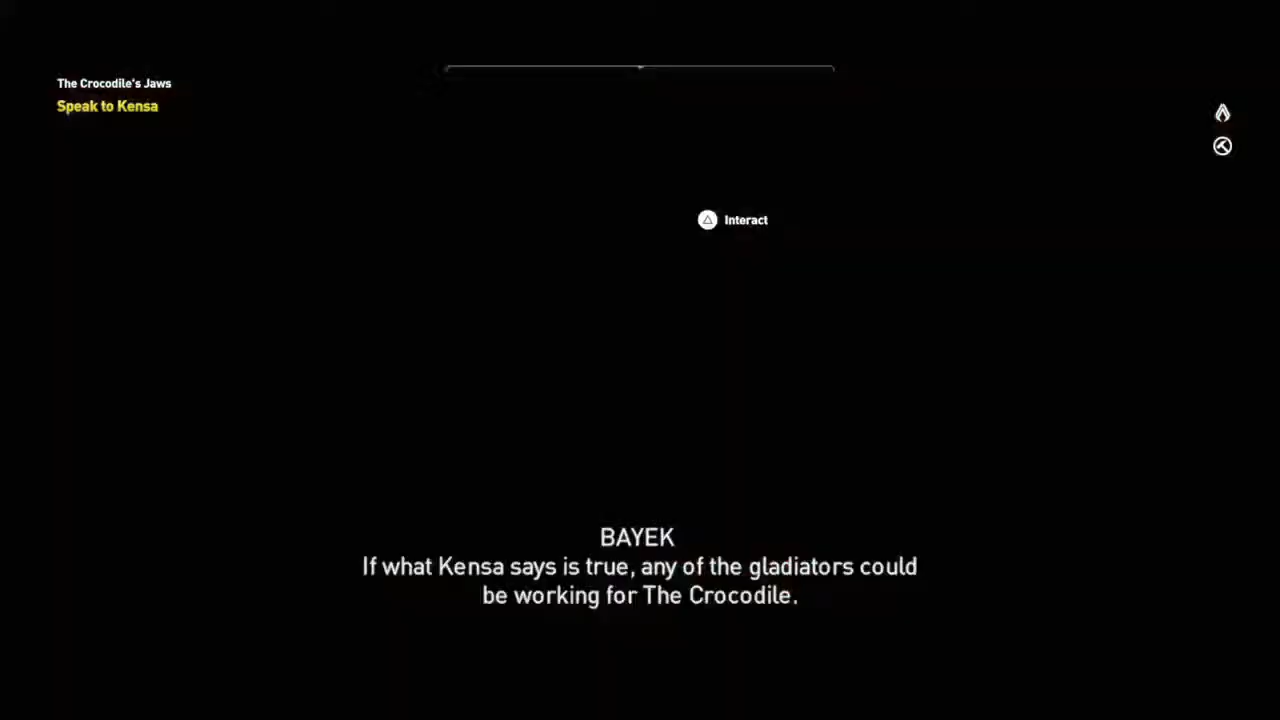 The Crocodile's Jaws
Speak to Kensa
Interact
BAYEK
If what Kensa says is true, any of the gladiators could
be working for The Crocodile.